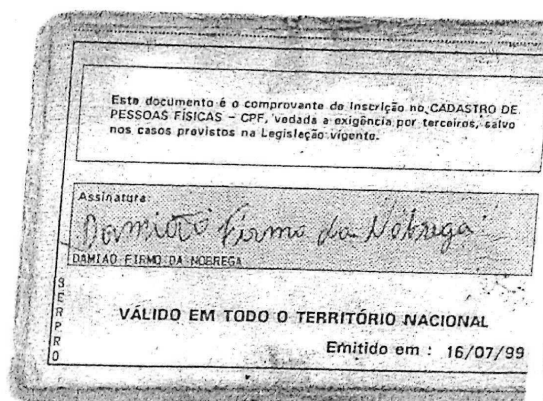 Este documento é o comprovante de inscrição no CADASTRO DE
PESSOAS FÍSICAS – CPF, vedada a exigência por terceiros, salvo
nos casos previstos na Legislação vigente.
Assinatura
Damião Firmo da Nobrega
DAMIAO FIRMO DA NOBREGA
SERPRO
VÁLIDO EM TODO O TERRITÓRIO NACIONAL
Emitido em : 16/07/99